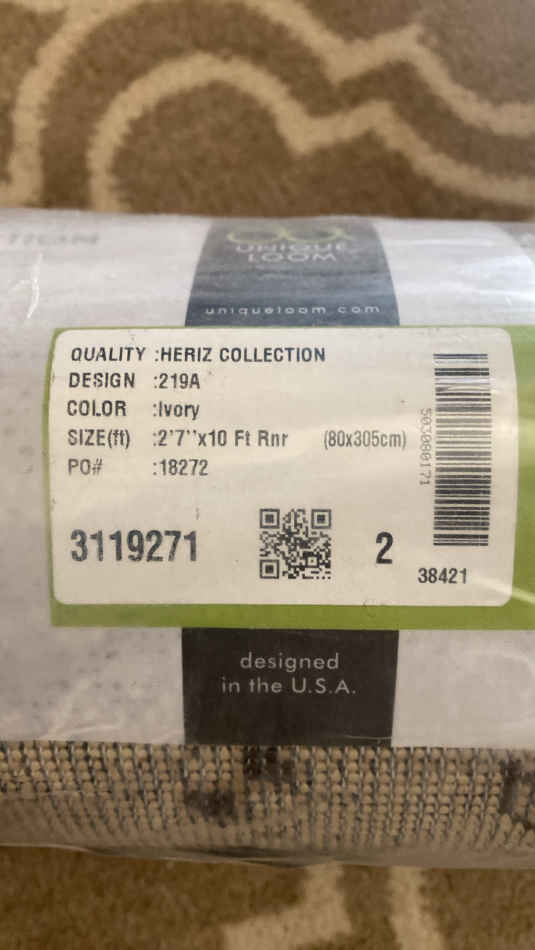 UNIQUE
LOOM
uniqueloom com
QUALITY :HERIZ COLLECTION
DESIGN :219A
COLOR :Ivory
SIZE(ft) :2'7''x10 Ft Rnr (80x305cm)
PO# :18272
503080171
3119271
2
38421
designed
in the U.S.A.